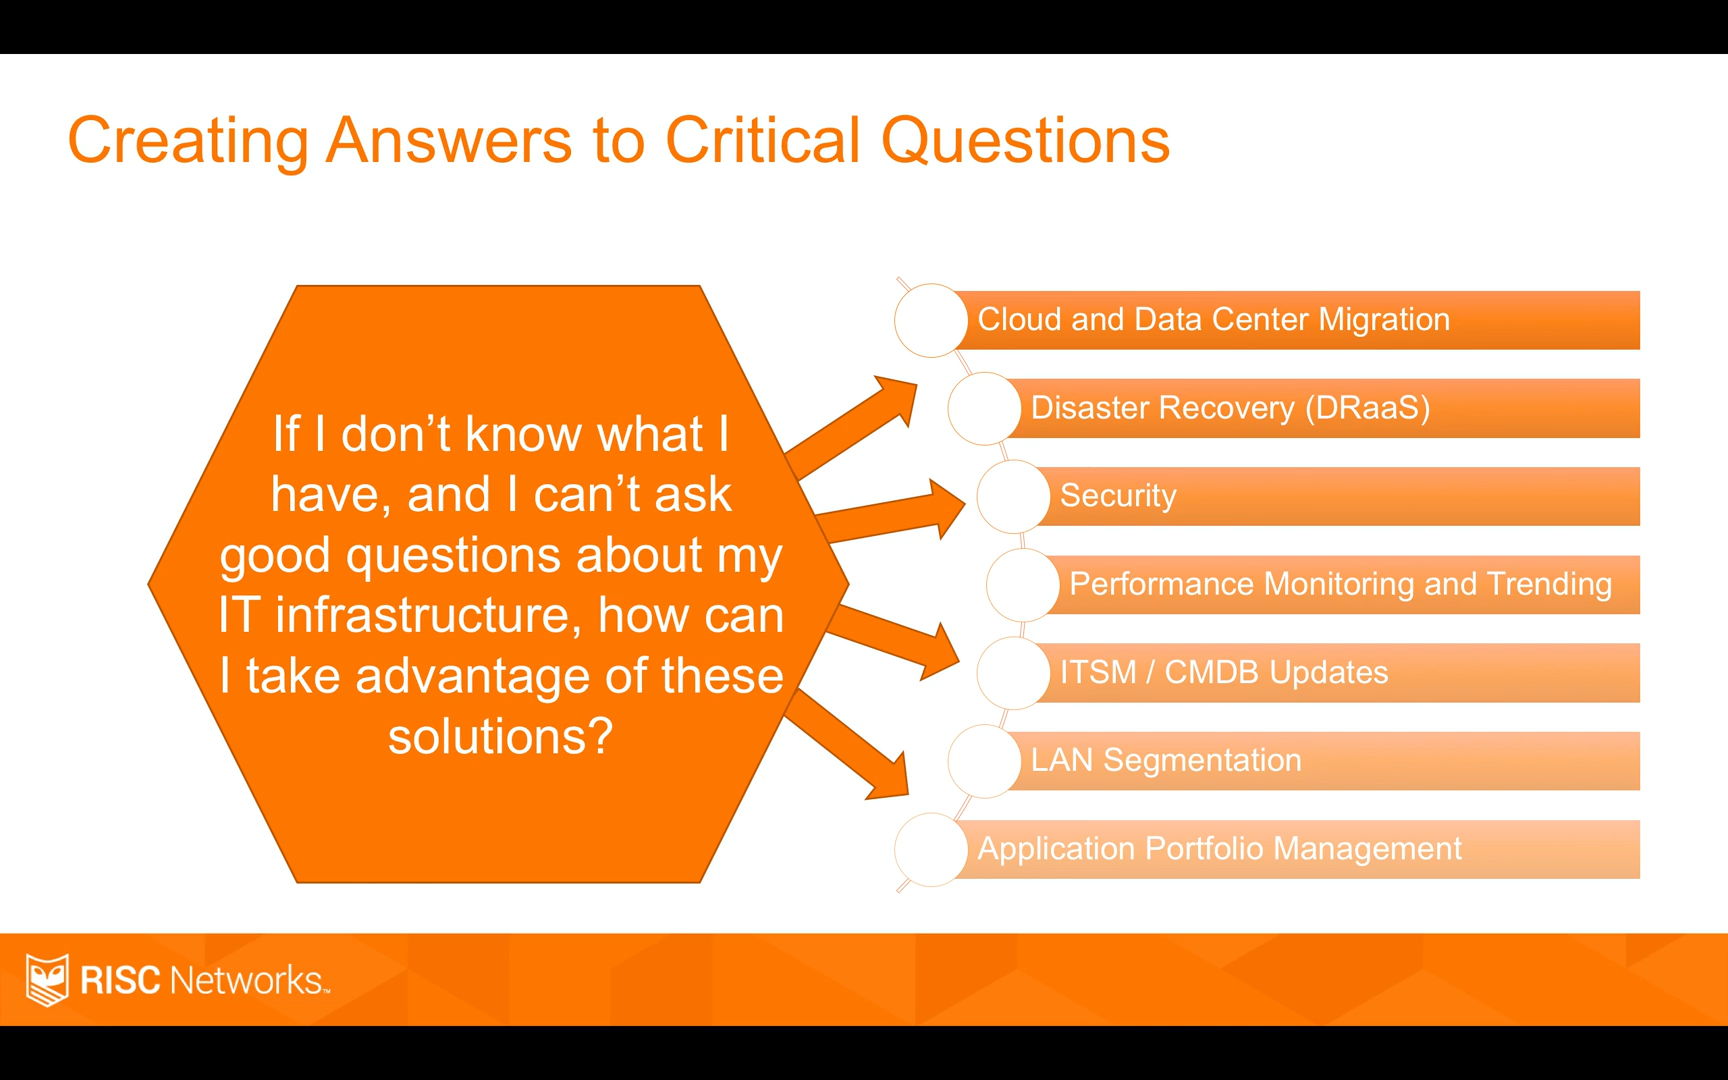 Creating Answers to Critical Questions
If I don’t know what I
have, and I can’t ask
good questions about my
IT infrastructure, how can
I take advantage of these
solutions?
Cloud and Data Center Migration
Disaster Recovery (DRaaS)
Security
Performance Monitoring and Trending
ITSM / CMDB Updates
LAN Segmentation
Application Portfolio Management
RISC Networks™